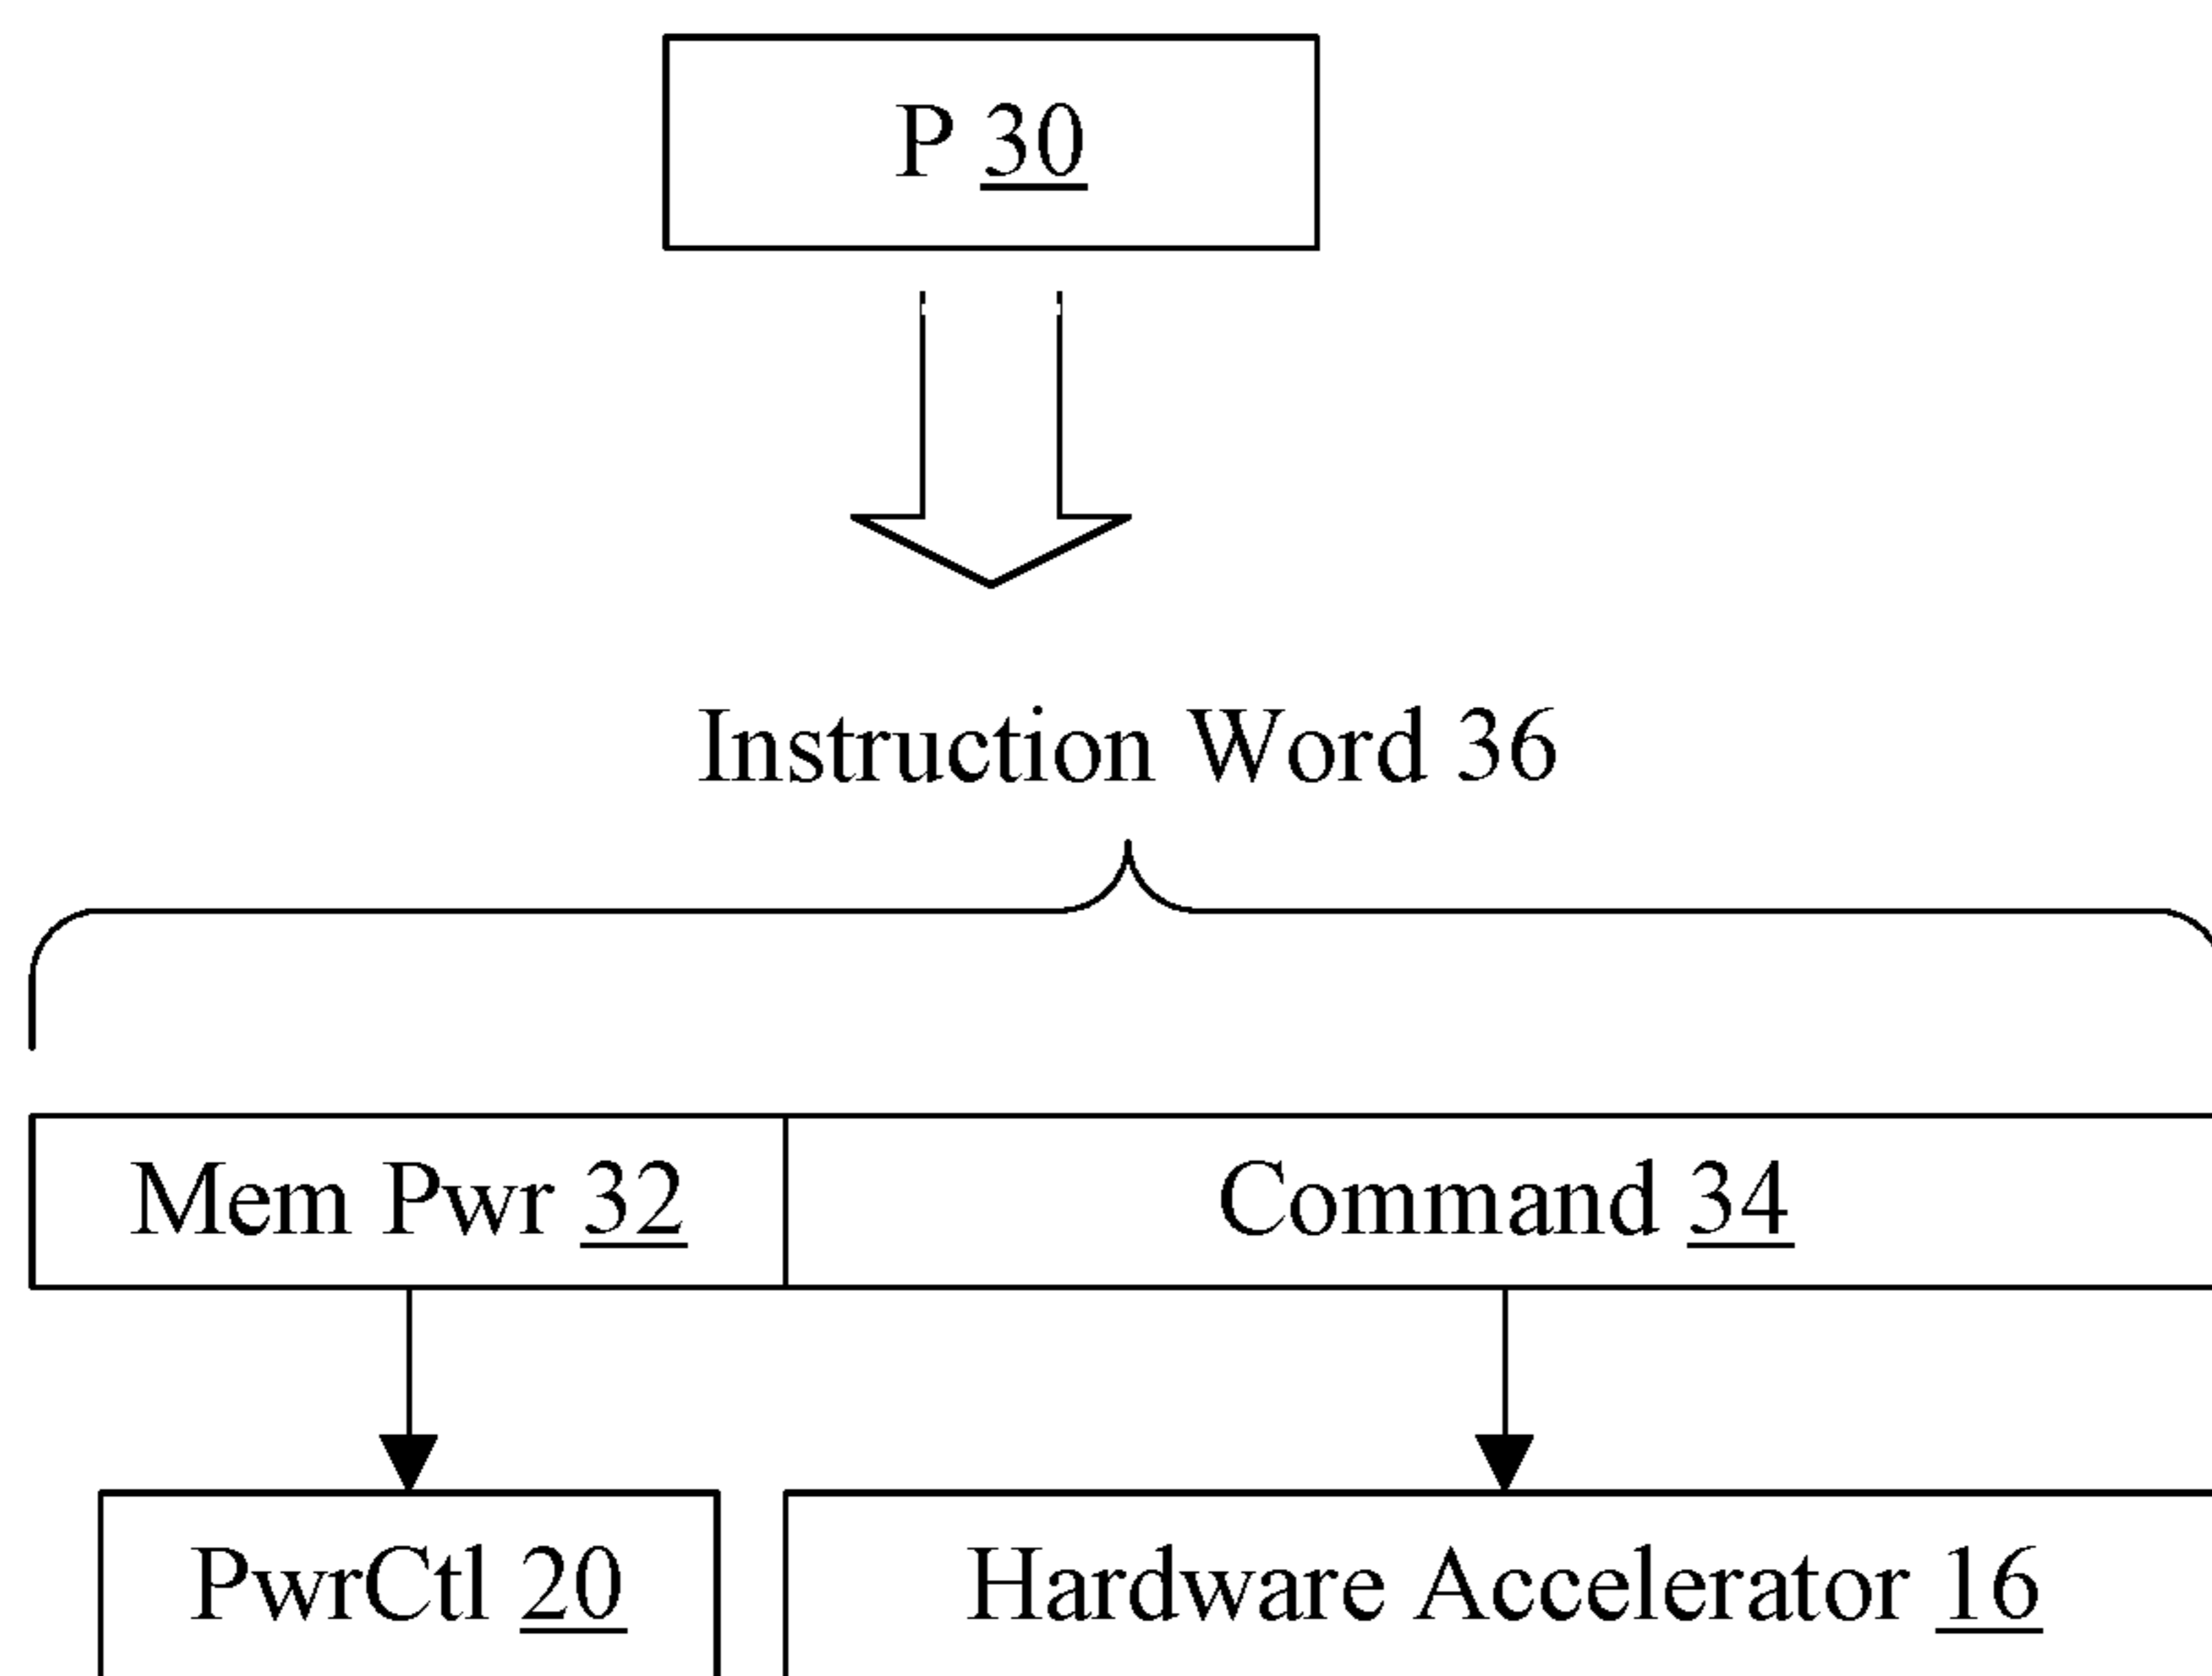 P 30
Instruction Word 36
Mem Pwr 32 Command 34
PwrCtl 20 Hardware Accelerator 16